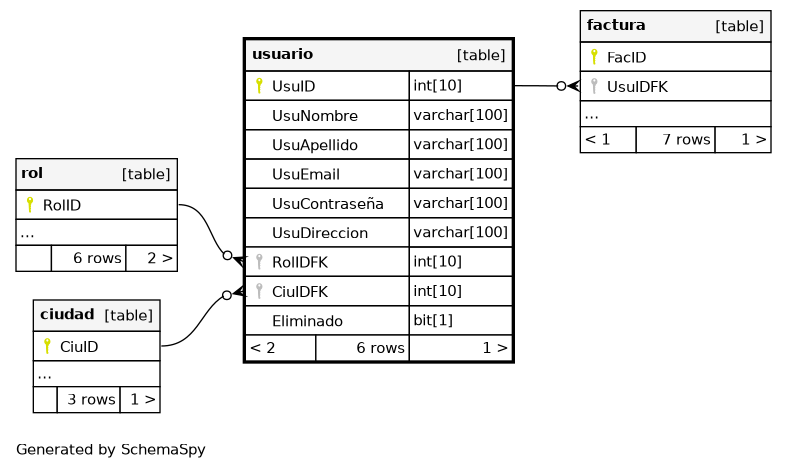 factura [table]
FacID
UsuIDFK
...
< 1 7 rows 1 >
usuario [table]
UsuID int[10]
UsuNombre varchar[100]
UsuApellido varchar[100]
UsuEmail varchar[100]
UsuContraseña varchar[100]
UsuDireccion varchar[100]
RolIDFK int[10]
CiuIDFK int[10]
Eliminado bit[1]
< 2 6 rows 1 >
rol [table]
RolID
...
6 rows 2 >
ciudad [table]
CiuID
...
3 rows 1 >
Generated by SchemaSpy